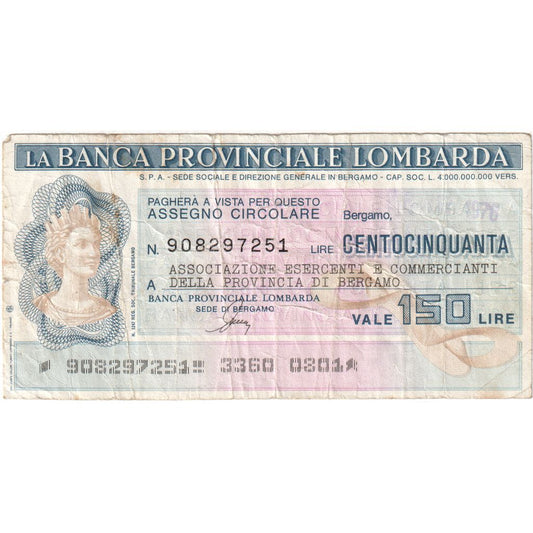 LA BANCA PROVINCIALE LOMBARDA
S.P.A. - SEDE SOCIALE E DIREZIONE GENERALE IN BERGAMO - CAP. SOC. L. 4.000.000.000 VERS.
PAGHERÀ A VISTA PER QUESTO
ASSEGNO CIRCOLARE Bergamo,
N. 908297251 LIRE CENTOCINQUANTA
ASSOCIAZIONE ESERCENTI E COMMERCIANTI
A DELLA PROVINCIA DI BERGAMO
BANCA PROVINCIALE LOMBARDA
SEDE DI BERGAMO
VALE 150 LIRE
908297251 3360 0801